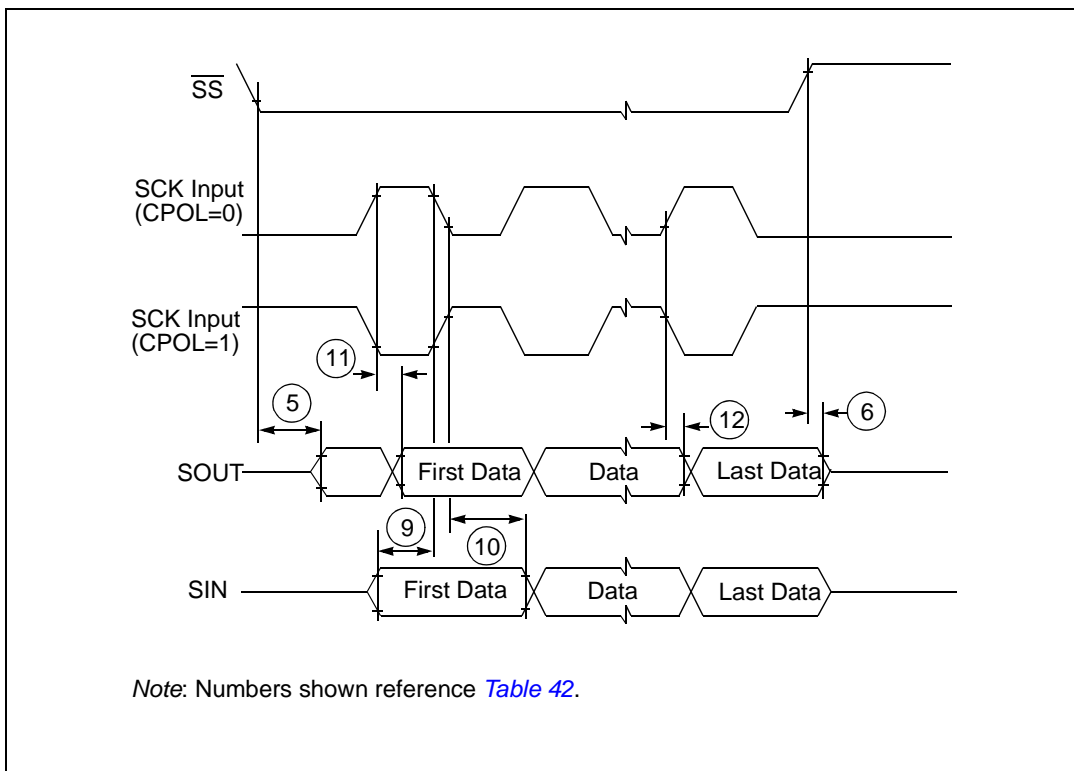 SS
SCK Input
(CPOL=0)
SCK Input
(CPOL=1)
11
5
12
6
SOUT
First Data
Data
Last Data
9
10
SIN
First Data
Data
Last Data
Note: Numbers shown reference Table 42.